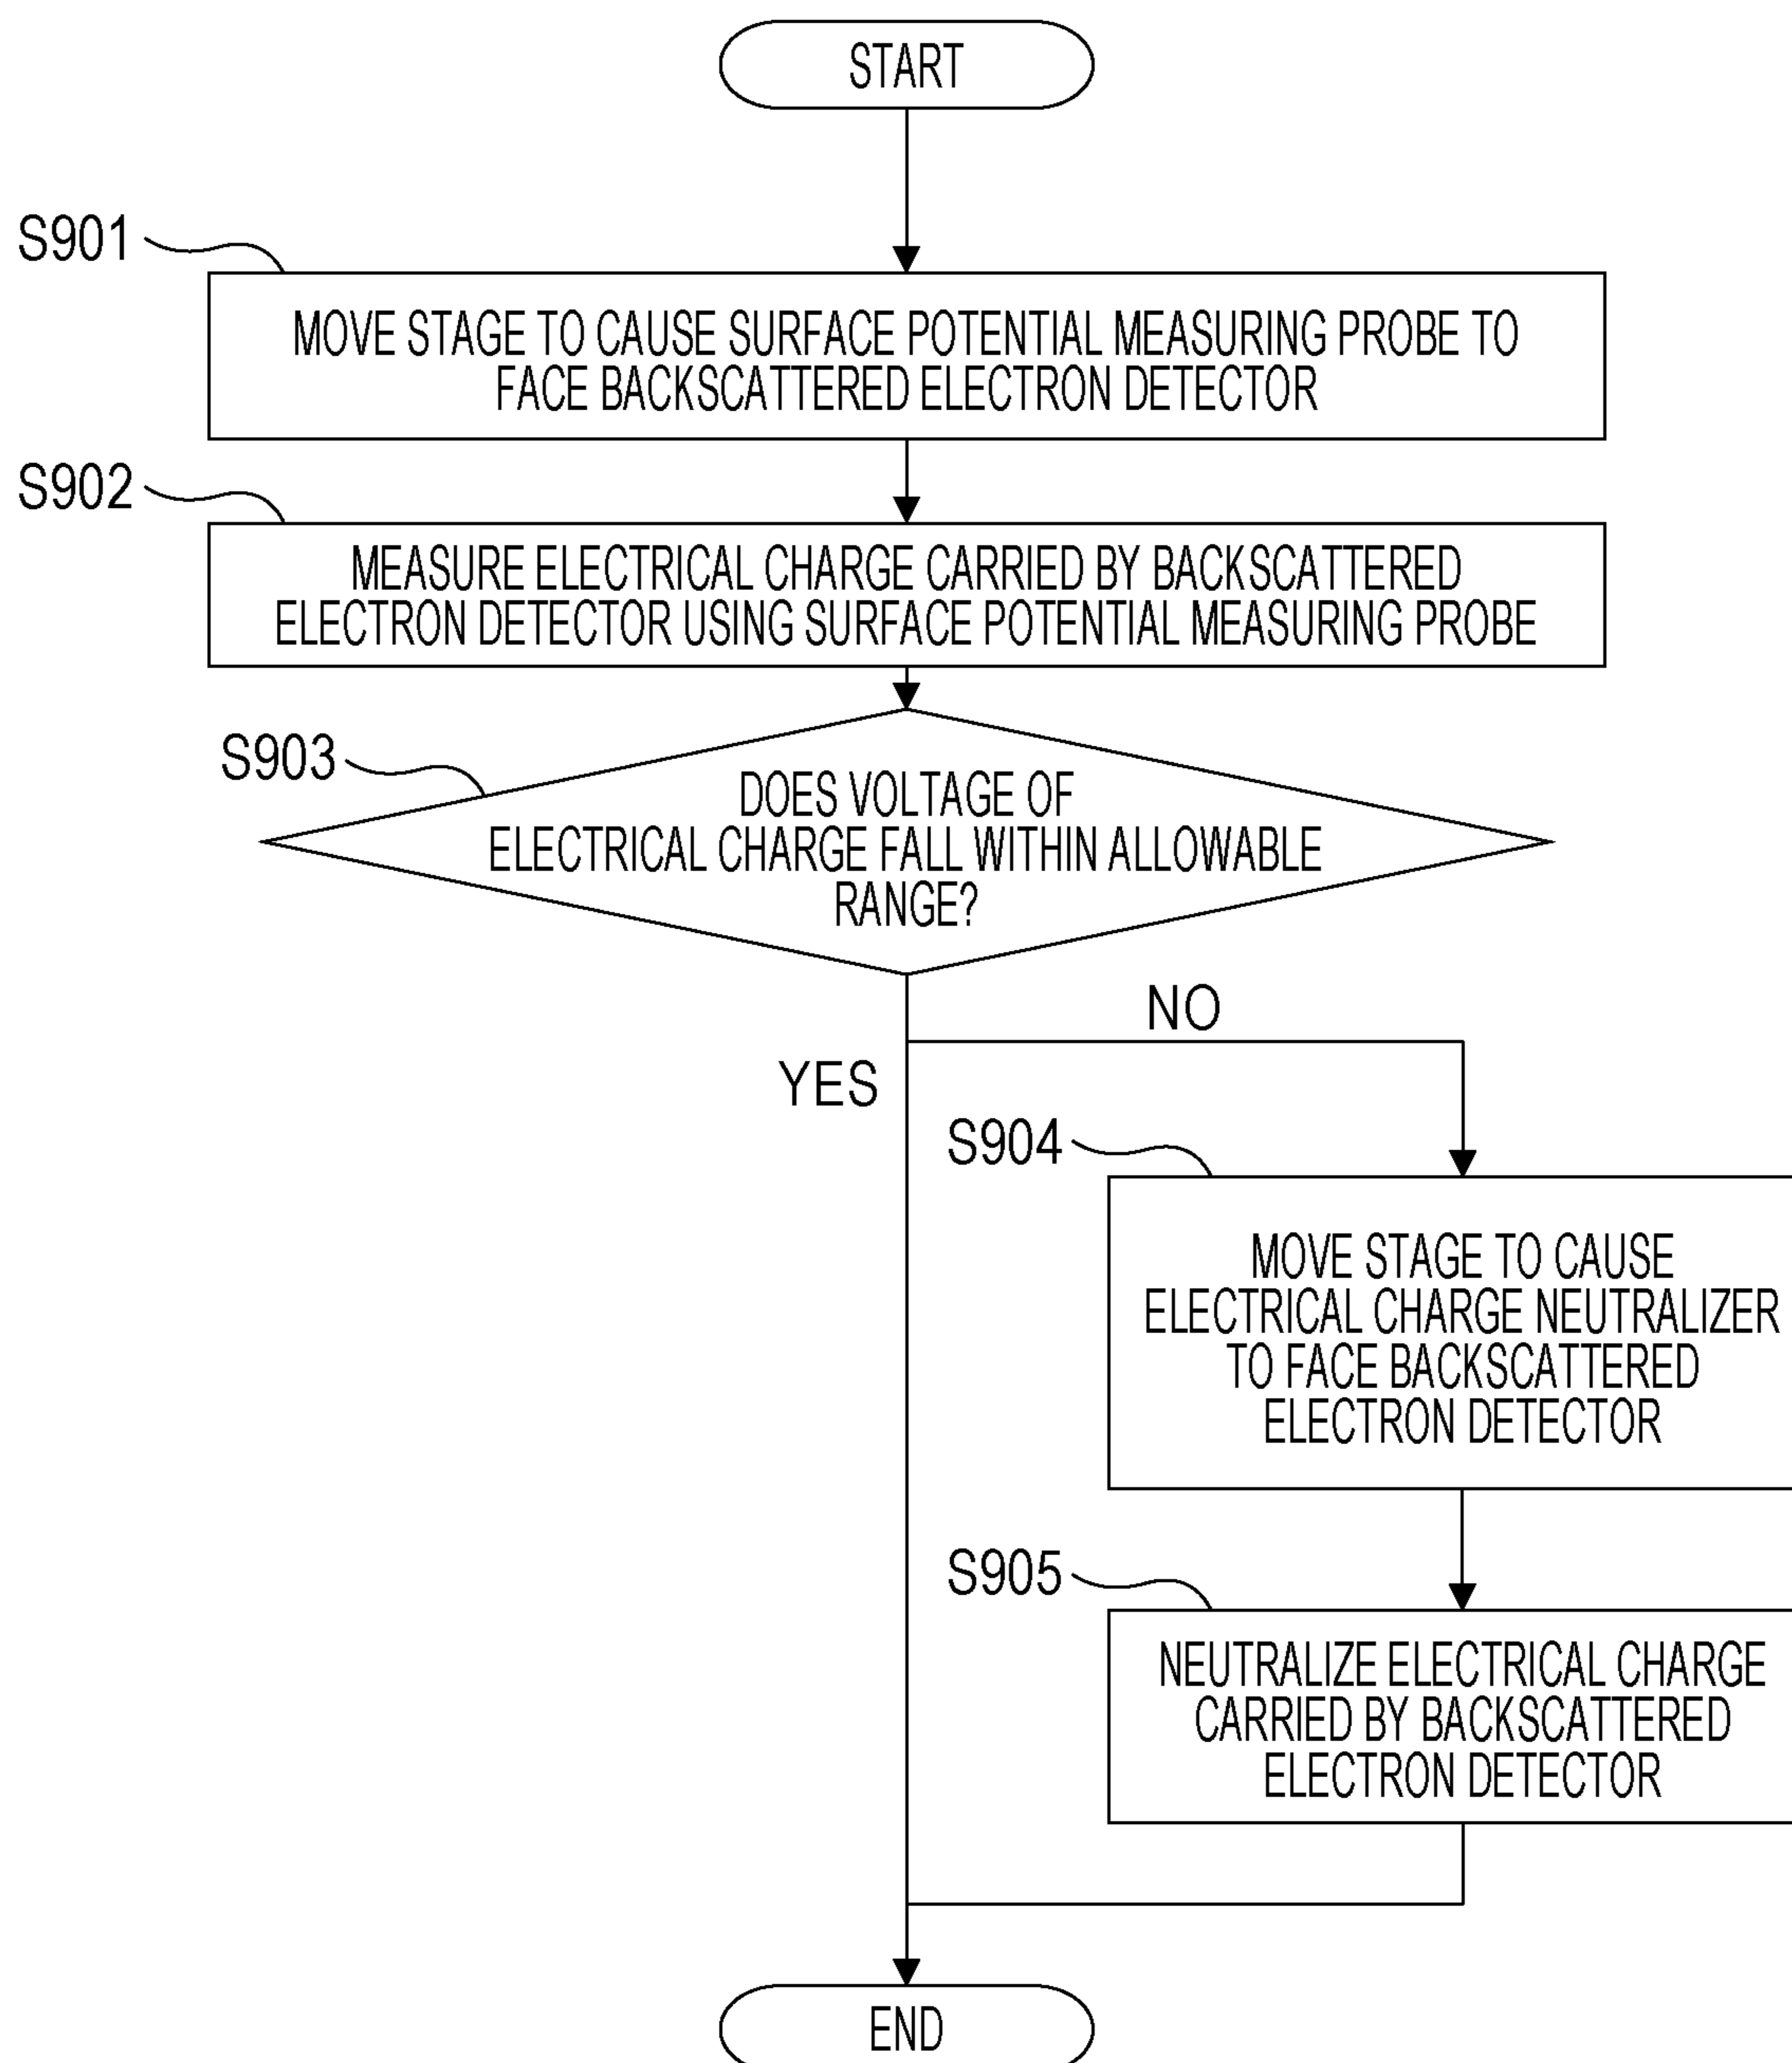 START
S901
MOVE STAGE TO CAUSE SURFACE POTENTIAL MEASURING PROBE TO
FACE BACKSCATTERED ELECTRON DETECTOR
S902
MEASURE ELECTRICAL CHARGE CARRIED BY BACKSCATTERED
ELECTRON DETECTOR USING SURFACE POTENTIAL MEASURING PROBE
S903
DOES VOLTAGE OF
ELECTRICAL CHARGE FALL WITHIN ALLOWABLE
RANGE?
NO
YES
S904
MOVE STAGE TO CAUSE
ELECTRICAL CHARGE NEUTRALIZER
TO FACE BACKSCATTERED
ELECTRON DETECTOR
S905
NEUTRALIZE ELECTRICAL CHARGE
CARRIED BY BACKSCATTERED
ELECTRON DETECTOR
END